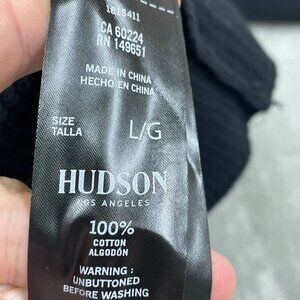 1815411
CA 60224
RN 149651
MADE IN CHINA
HECHO EN CHINA
SIZE
TALLA
L/G
HUDSON
LOS ANGELES
100%
COTTON
ALGODÓN
WARNING:
UNBUTTONED
BEFORE WASHING